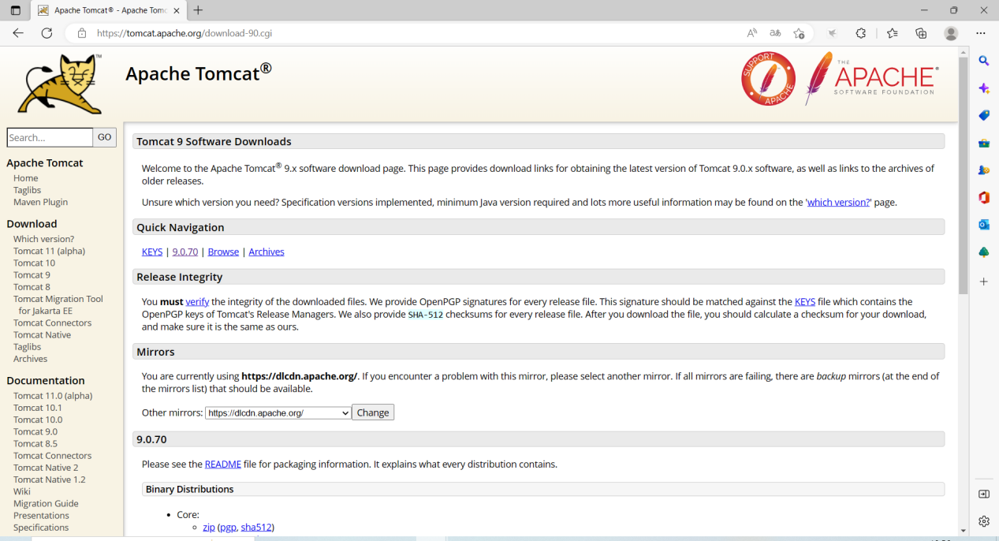 Apache Tomcat® - Apache Tomc
https://tomcat.apache.org/download-90.cgi
TM
Apache Tomcat®
SUPPORT
APACHE
THE
APACHE®
SOFTWARE FOUNDATION
Search...
GO
Apache Tomcat
Home
Taglibs
Maven Plugin
Download
Which version?
Tomcat 11 (alpha)
Tomcat 10
Tomcat 9
Tomcat 8
Tomcat Migration Tool
for Jakarta EE
Tomcat Connectors
Tomcat Native
Taglibs
Archives
Documentation
Tomcat 11.0 (alpha)
Tomcat 10.1
Tomcat 10.0
Tomcat 9.0
Tomcat 8.5
Tomcat Connectors
Tomcat Native 2
Tomcat Native 1.2
Wiki
Migration Guide
Presentations
Specifications
Tomcat 9 Software Downloads
Welcome to the Apache Tomcat® 9.x software download page. This page provides download links for obtaining the latest version of Tomcat 9.0.x software, as well as links to the archives of
older releases.
Unsure which version you need? Specification versions implemented, minimum Java version required and lots more useful information may be found on the 'which version?' page.
Quick Navigation
KEYS | 9.0.70 | Browse | Archives
Release Integrity
You must verify the integrity of the downloaded files. We provide OpenPGP signatures for every release file. This signature should be matched against the KEYS file which contains the
OpenPGP keys of Tomcat's Release Managers. We also provide SHA-512 checksums for every release file. After you download the file, you should calculate a checksum for your download,
and make sure it is the same as ours.
Mirrors
You are currently using https://dlcdn.apache.org/. If you encounter a problem with this mirror, please select another mirror. If all mirrors are failing, there are backup mirrors (at the end of
the mirrors list) that should be available.
Other mirrors: https://dlcdn.apache.org/ Change
9.0.70
Please see the README file for packaging information. It explains what every distribution contains.
Binary Distributions
• Core:
◦ zip (pgp, sha512)